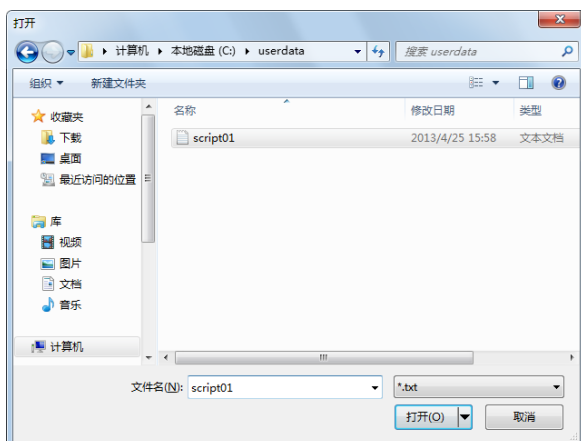 打开
计算机 本地磁盘 (C:) userdata
搜索 userdata
组织 新建文件夹
名称 修改日期 类型
收藏夹
下载
桌面
最近访问的位置
script01 2013/4/25 15:58 文本文档
库
视频
图片
文档
音乐
计算机
文件名(N): script01 *.txt
打开(O) 取消